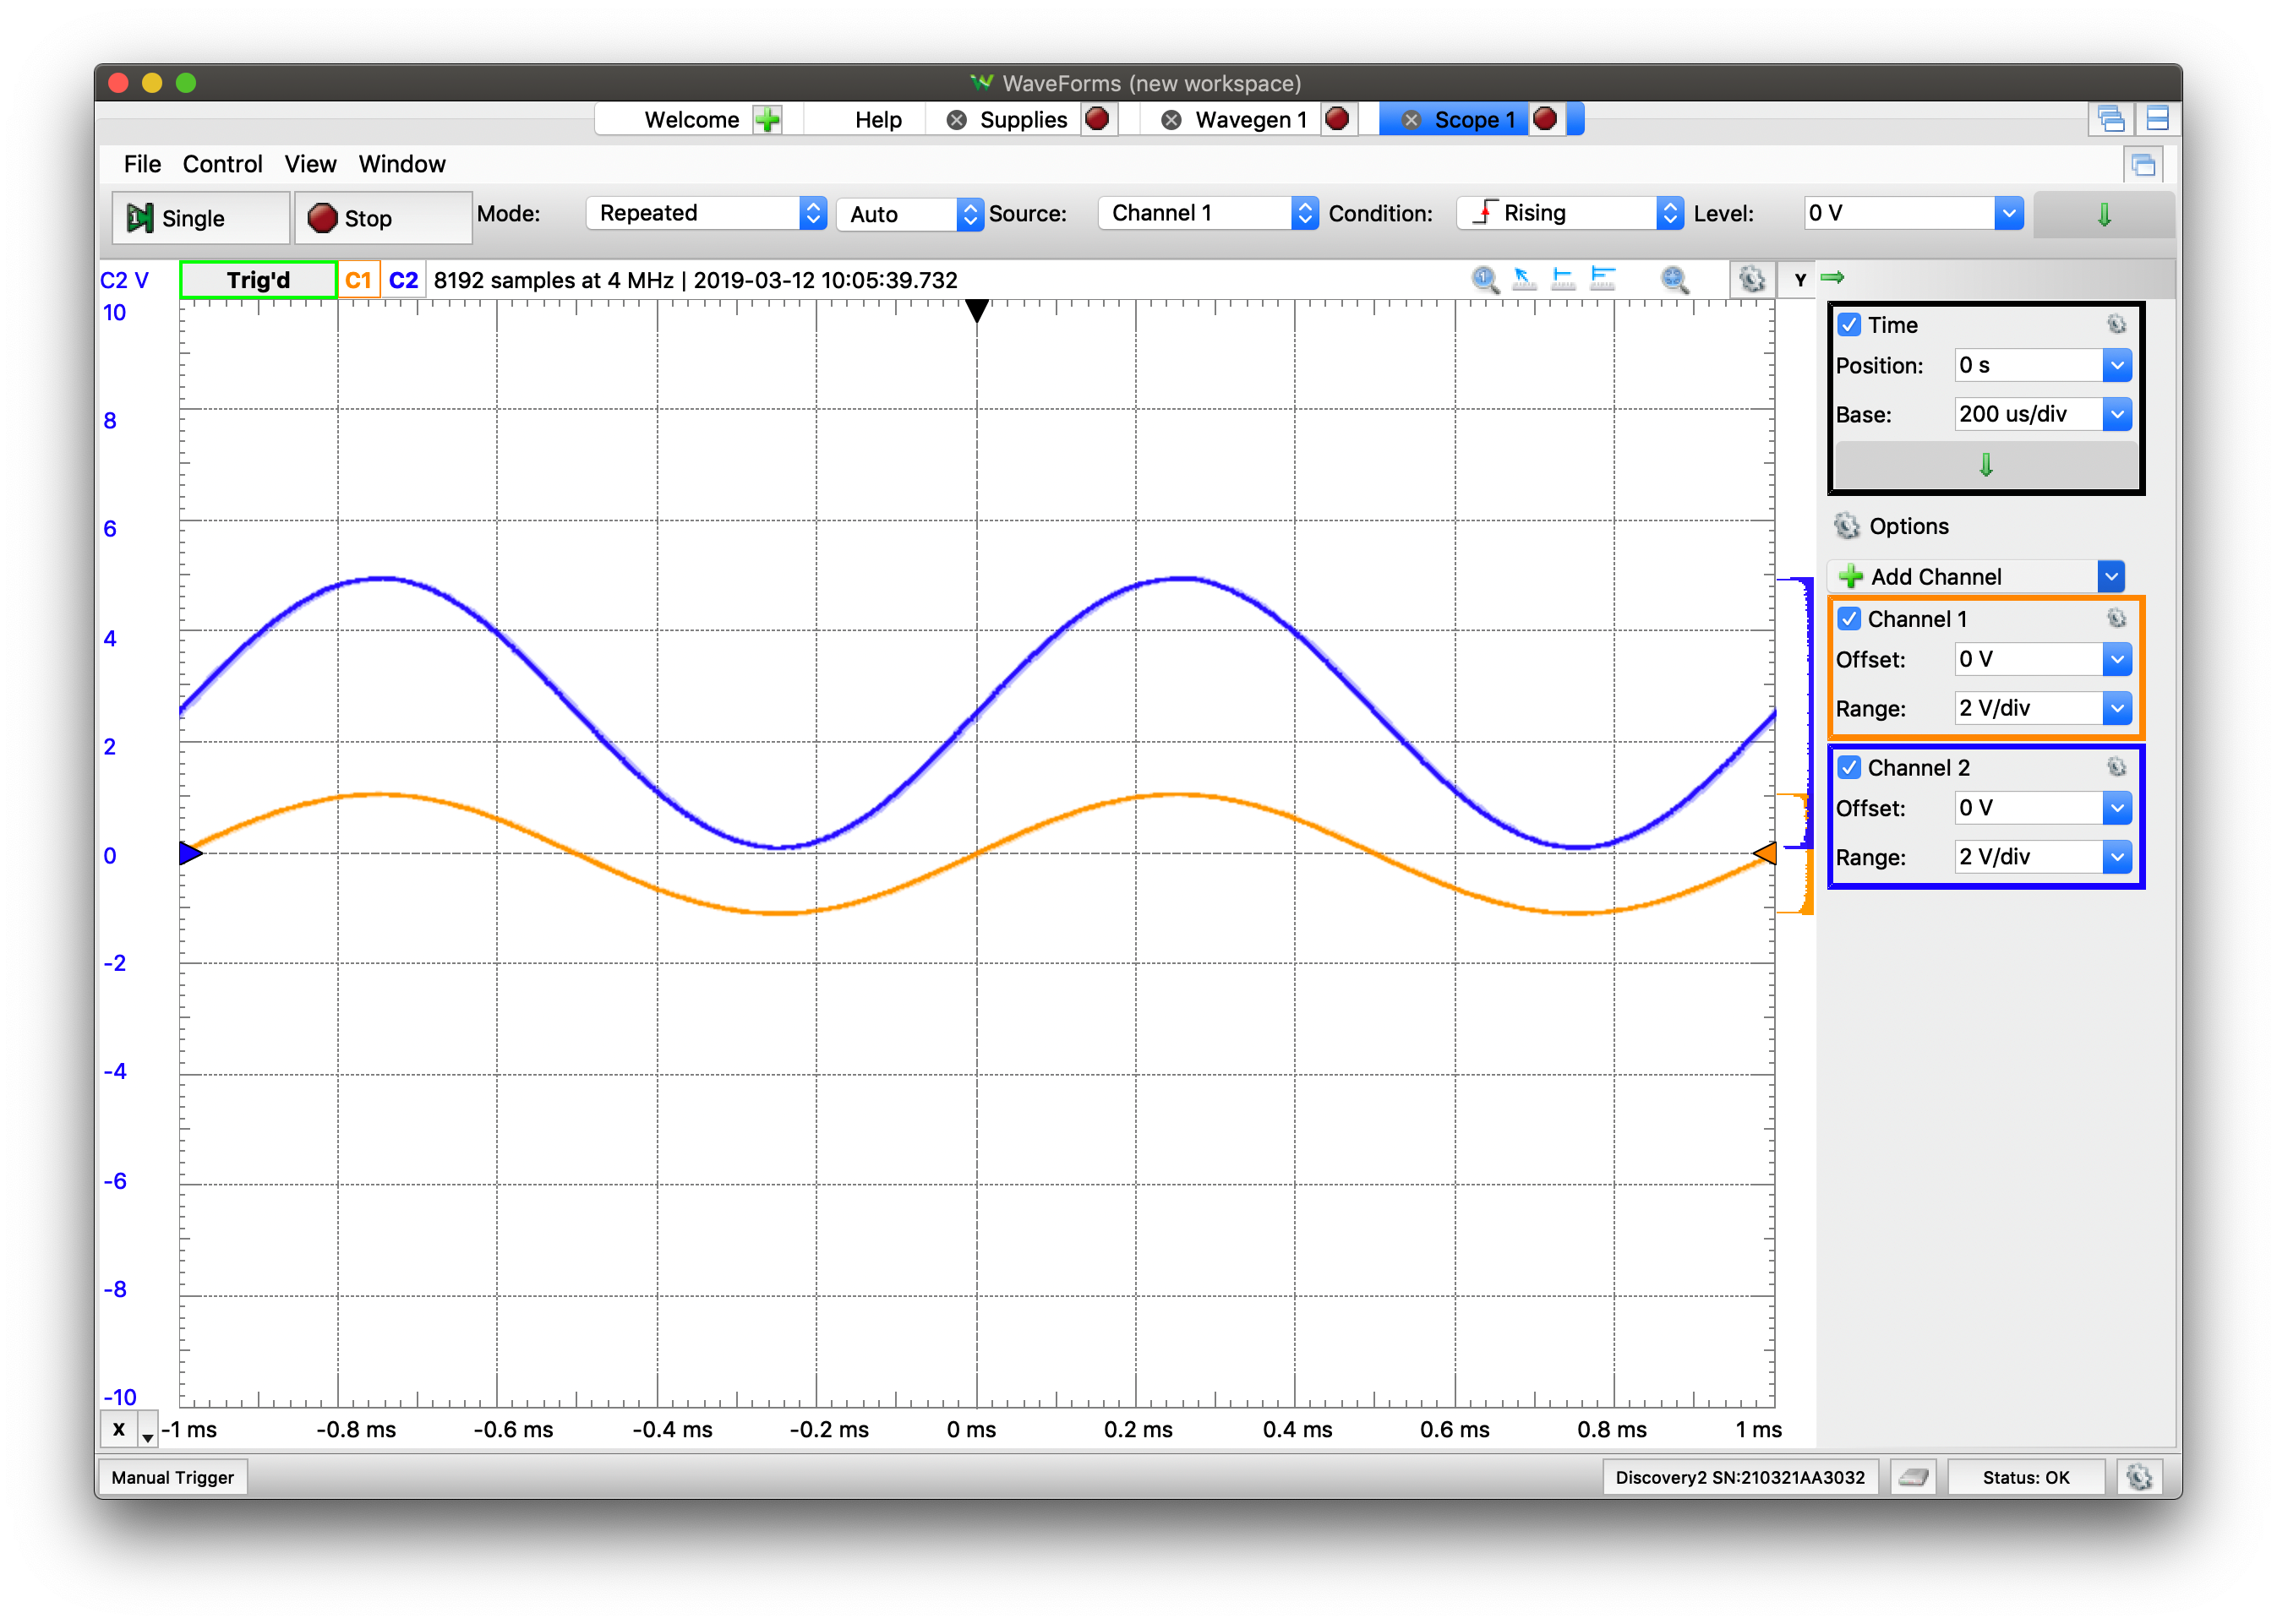 WaveForms (new workspace)
Welcome Help Supplies Wavegen 1 Scope 1
File Control View Window
1 Single Stop Mode: Repeated Auto Source: Channel 1 Condition: Rising Level: 0 V
C2 V Trig'd C1 C2 8192 samples at 4 MHz | 2019-03-12 10:05:39.732 Y
10
8
6
4
2
0
-2
-4
-6
-8
-10
X -1 ms -0.8 ms -0.6 ms -0.4 ms -0.2 ms 0 ms 0.2 ms 0.4 ms 0.6 ms 0.8 ms 1 ms
Time
Position: 0 s
Base: 200 us/div
Options
Add Channel
Channel 1
Offset: 0 V
Range: 2 V/div
Channel 2
Offset: 0 V
Range: 2 V/div
Manual Trigger Discovery2 SN:210321AA3032 Status: OK